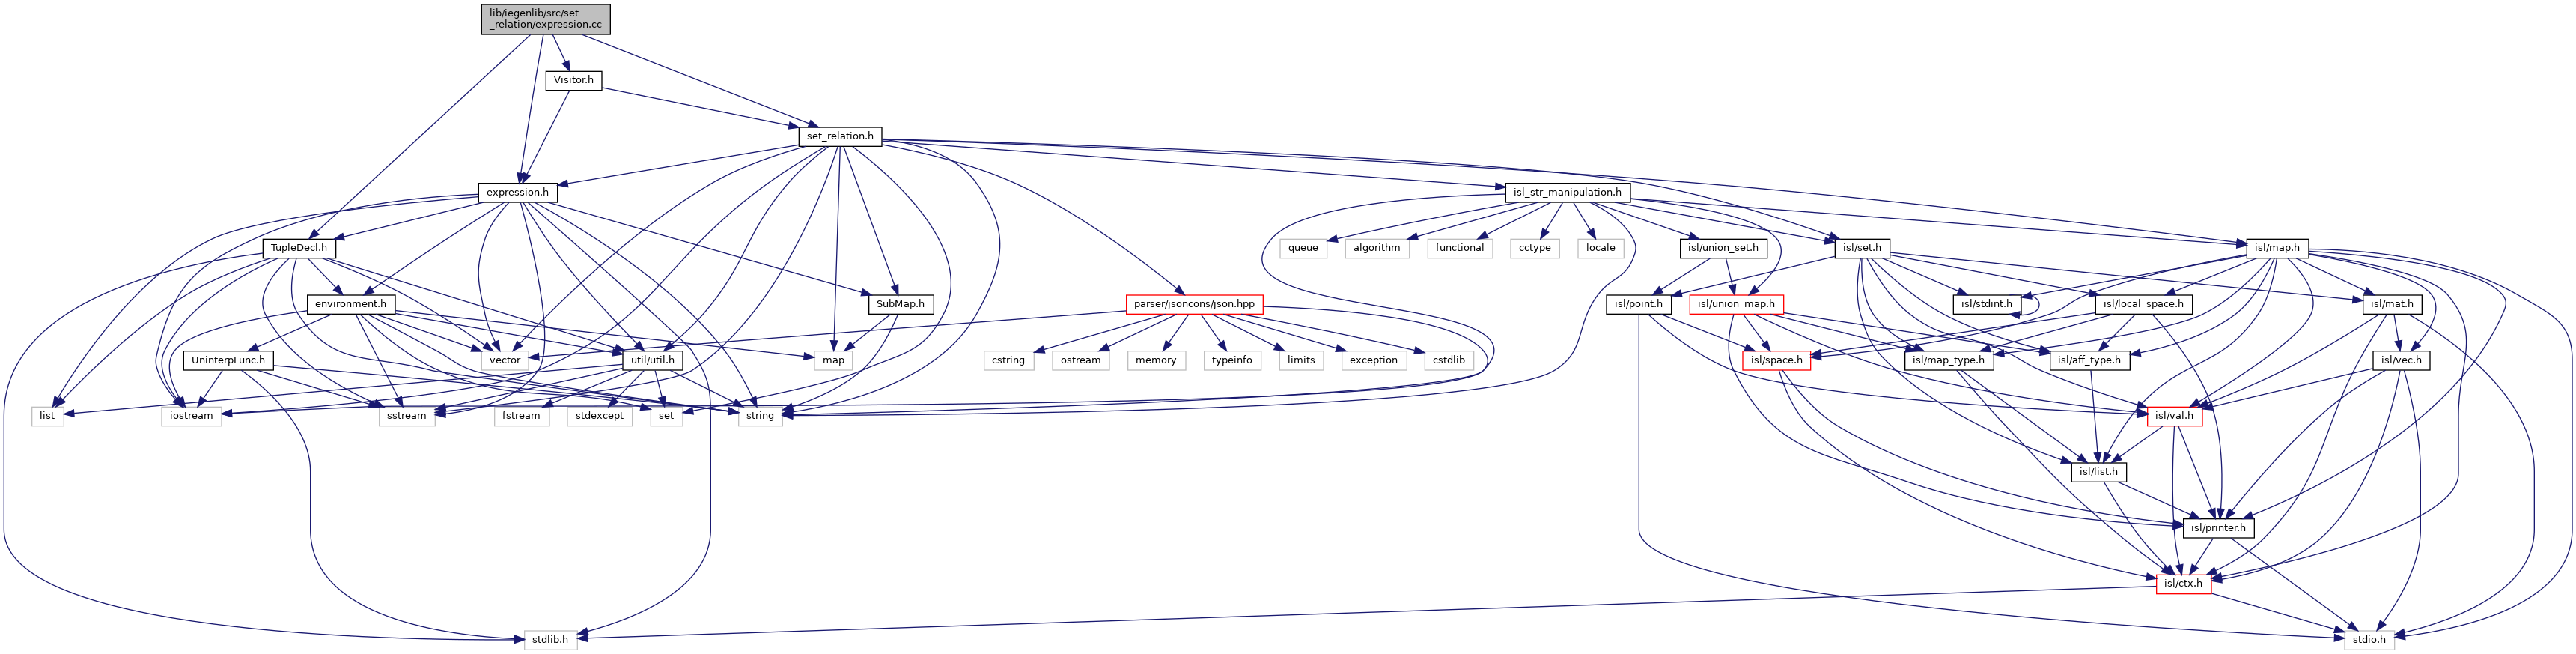 lib/iegenlib/src/set
_relation/expression.cc
Visitor.h
set_relation.h
expression.h
isl_str_manipulation.h
TupleDecl.h
queue
algorithm
functional
cctype
locale
isl/union_set.h
isl/set.h
isl/map.h
environment.h
SubMap.h
parser/jsoncons/json.hpp
isl/point.h
isl/union_map.h
isl/stdint.h
isl/local_space.h
isl/mat.h
UninterpFunc.h
vector
util/util.h
map
cstring
ostream
memory
typeinfo
limits
exception
cstdlib
isl/space.h
isl/map_type.h
isl/aff_type.h
isl/vec.h
list
iostream
sstream
fstream
stdexcept
set
string
isl/val.h
isl/list.h
isl/printer.h
isl/ctx.h
stdlib.h
stdio.h